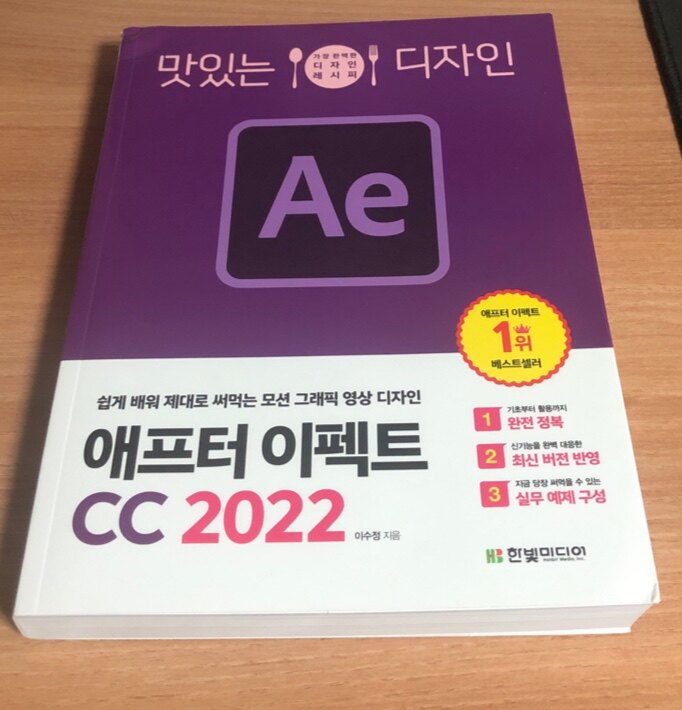 맛있는 디자인
가장 완벽한
디자인
레시피
Ae
애프터 이펙트
1위
베스트셀러
쉽게 배워 제대로 써먹는 모션 그래픽 영상 디자인
애프터 이펙트
CC 2022
이수정 지음
1 기초부터 활용까지
완전 정복
2 신기능을 완벽 대응한
최신 버전 반영
3 지금 당장 써먹을 수 있는
실무 예제 구성
HB 한빛미디어
Hanbit Media, Inc.